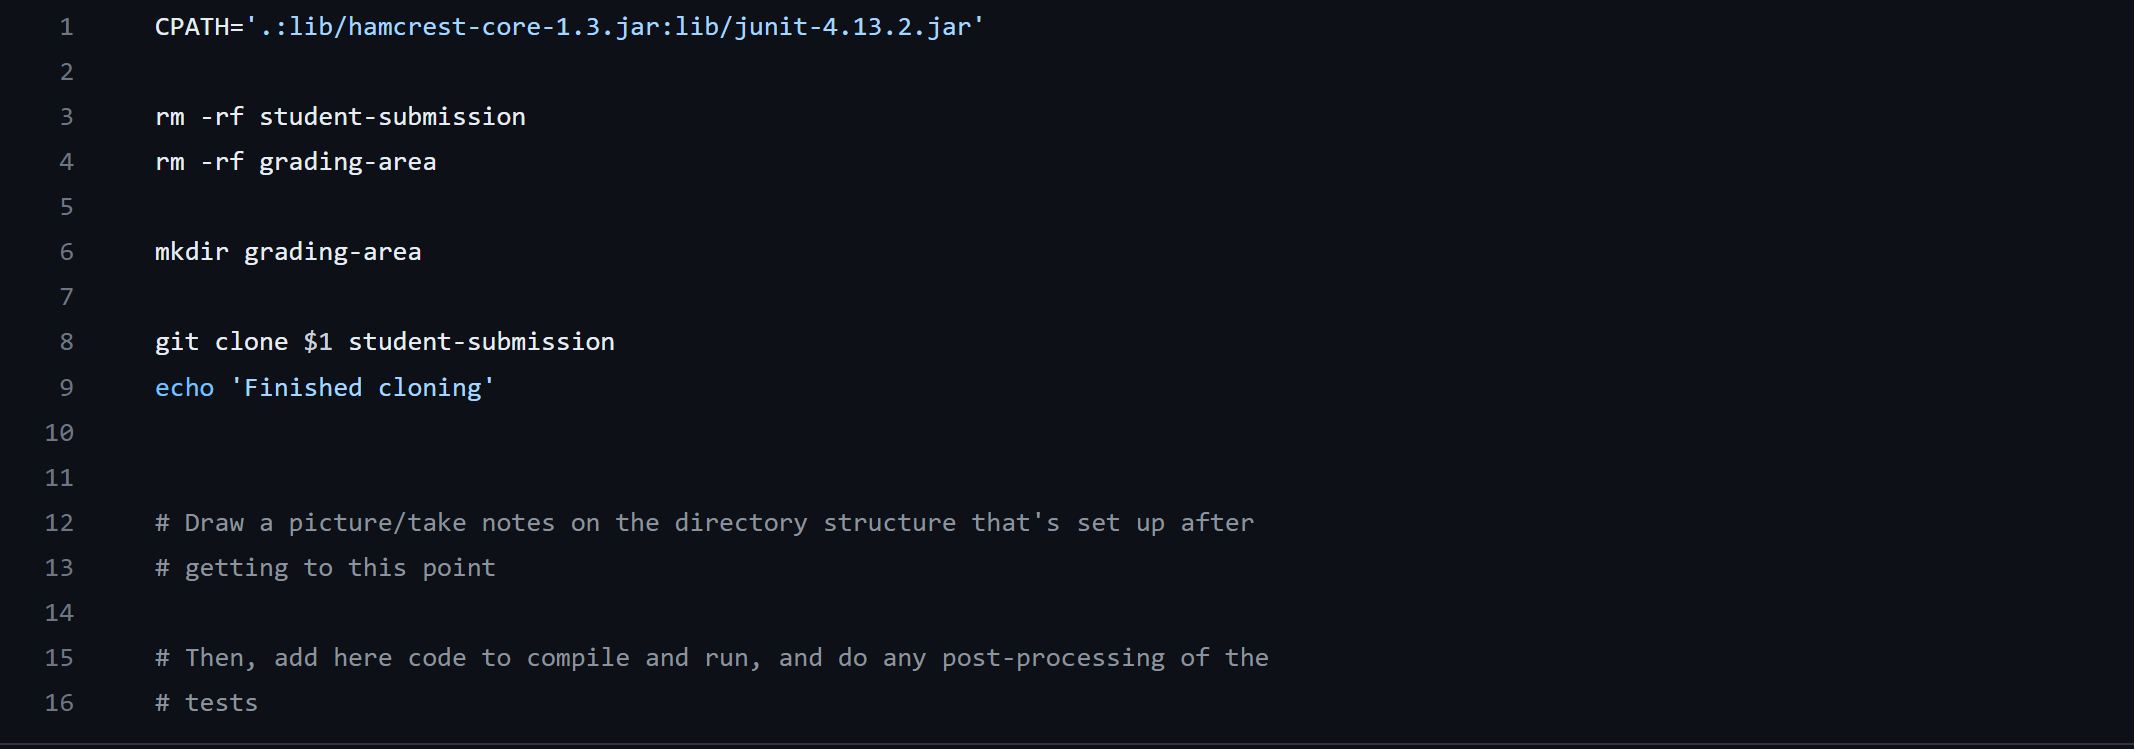 1 CPATH='.:lib/hamcrest-core-1.3.jar:lib/junit-4.13.2.jar'
2
3 rm -rf student-submission
4 rm -rf grading-area
5
6 mkdir grading-area
7
8 git clone $1 student-submission
9 echo 'Finished cloning'
10
11
12 # Draw a picture/take notes on the directory structure that's set up after
13 # getting to this point
14
15 # Then, add here code to compile and run, and do any post-processing of the
16 # tests